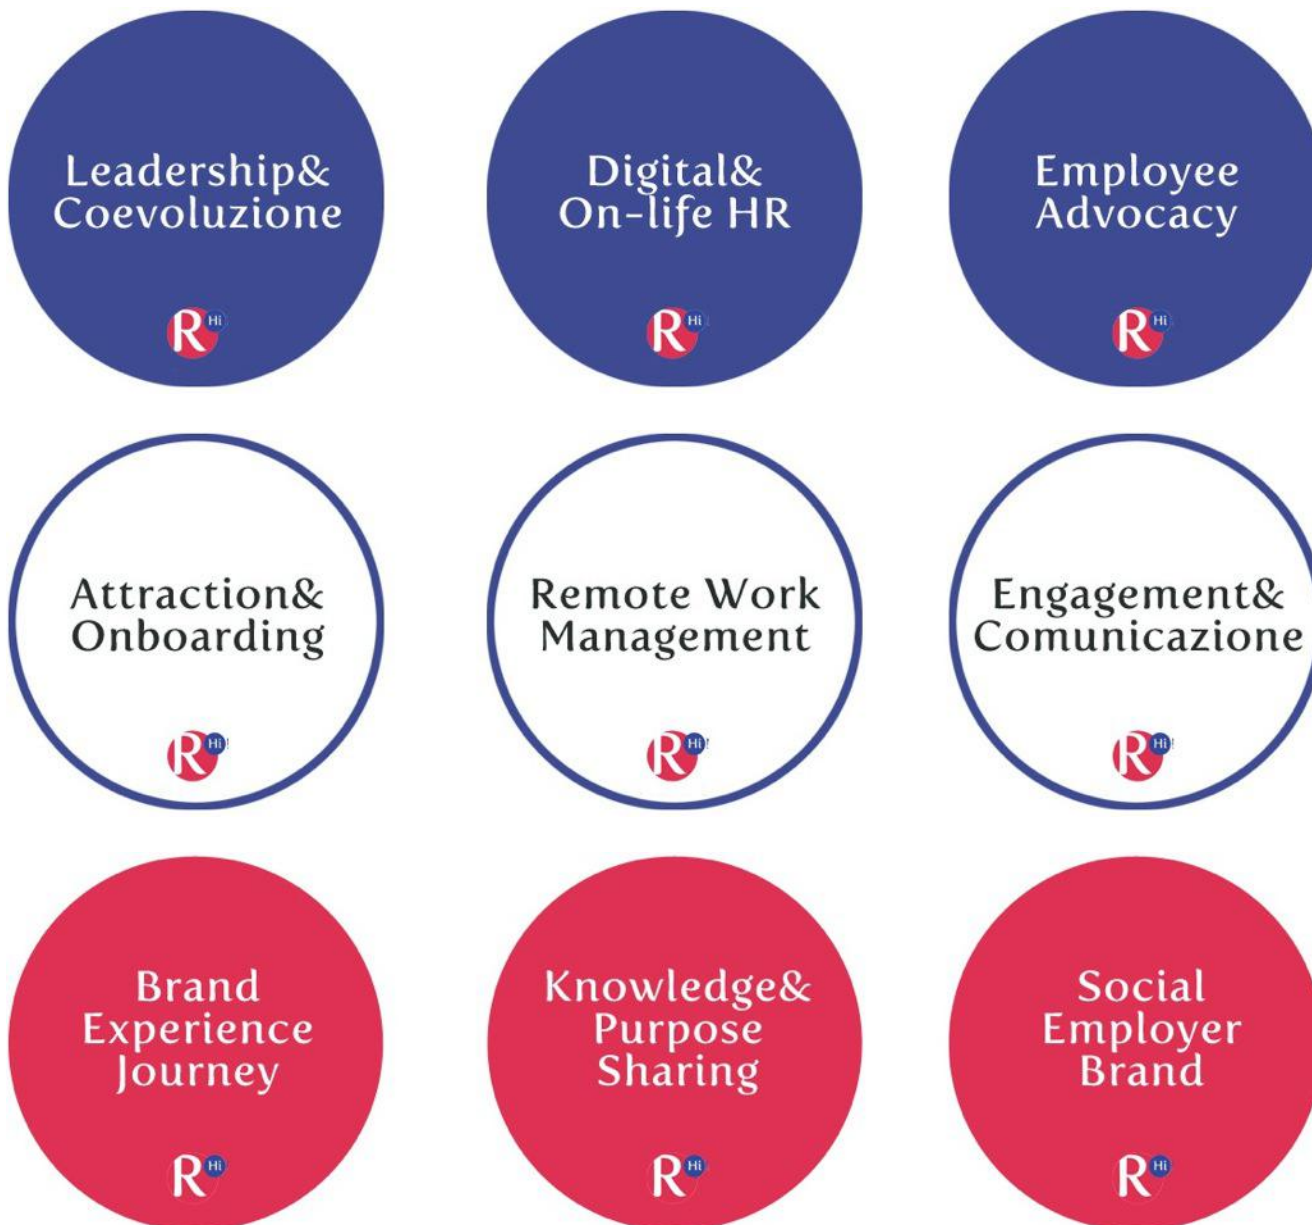 Leadership&
Coevoluzione
R Hi!
Digital&
On-life HR
R Hi!
Employee
Advocacy
R Hi
Attraction&
Onboarding
R Hi!
Remote Work
Management
R Hi!
Engagement&
Comunicazione
R Hi!
Brand
Experience
Journey
R Hi
Knowledge&
Purpose
Sharing
R Hi
Social
Employer
Brand
R Hi